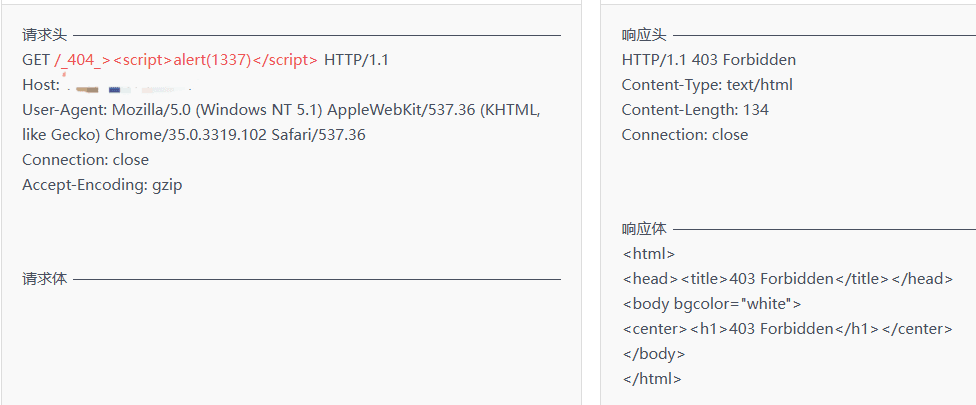 请求头
GET /_404_><script>alert(1337)</script> HTTP/1.1
Host:
User-Agent: Mozilla/5.0 (Windows NT 5.1) AppleWebKit/537.36 (KHTML,
like Gecko) Chrome/35.0.3319.102 Safari/537.36
Connection: close
Accept-Encoding: gzip
请求体
响应头
HTTP/1.1 403 Forbidden
Content-Type: text/html
Content-Length: 134
Connection: close
响应体
<html>
<head><title>403 Forbidden</title></head>
<body bgcolor="white">
<center><h1>403 Forbidden</h1></center>
</body>
</html>